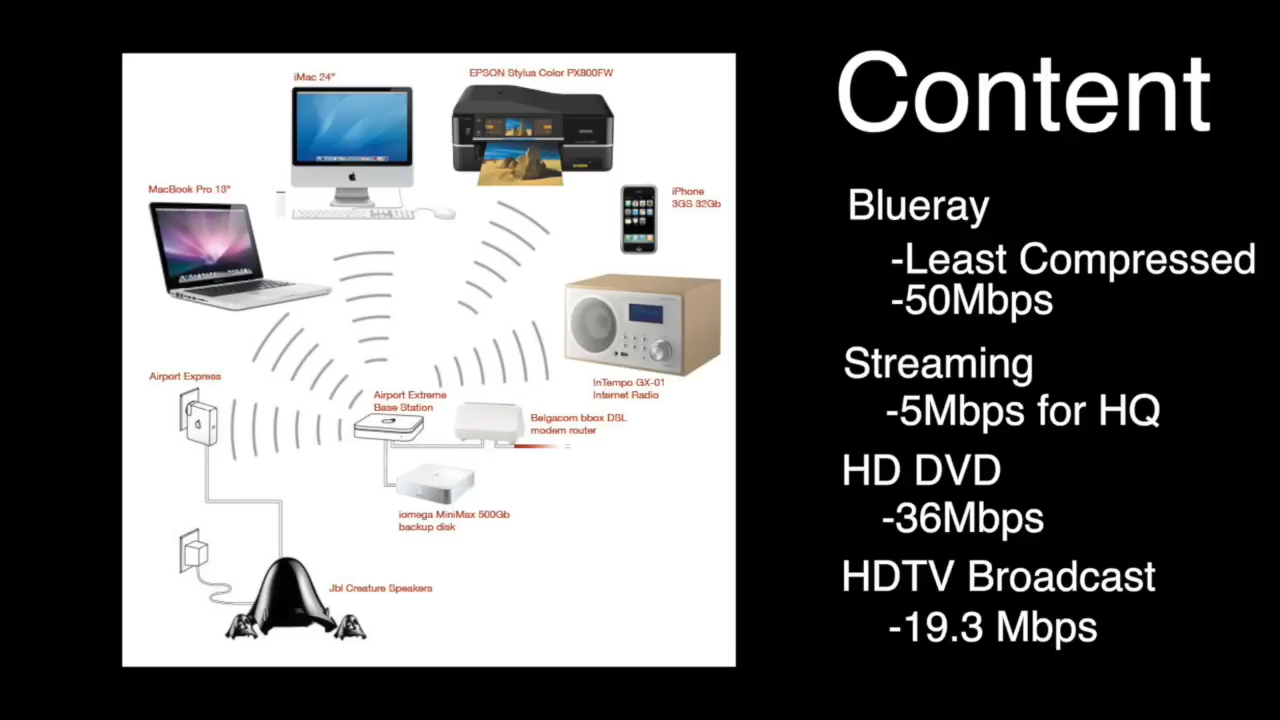 Content
iMac 24"
EPSON Stylus Color PX800FW
MacBook Pro 13"
iPhone
3GS 32Gb
InTempo GX-01
Internet Radio
Airport Express
Airport Extreme
Base Station
Belgacom bbox DSL
modem router
iomega MiniMax 500Gb
backup disk
Jbl Creature Speakers
Blueray
-Least Compressed
-50Mbps
Streaming
-5Mbps for HQ
HD DVD
-36Mbps
HDTV Broadcast
-19.3 Mbps